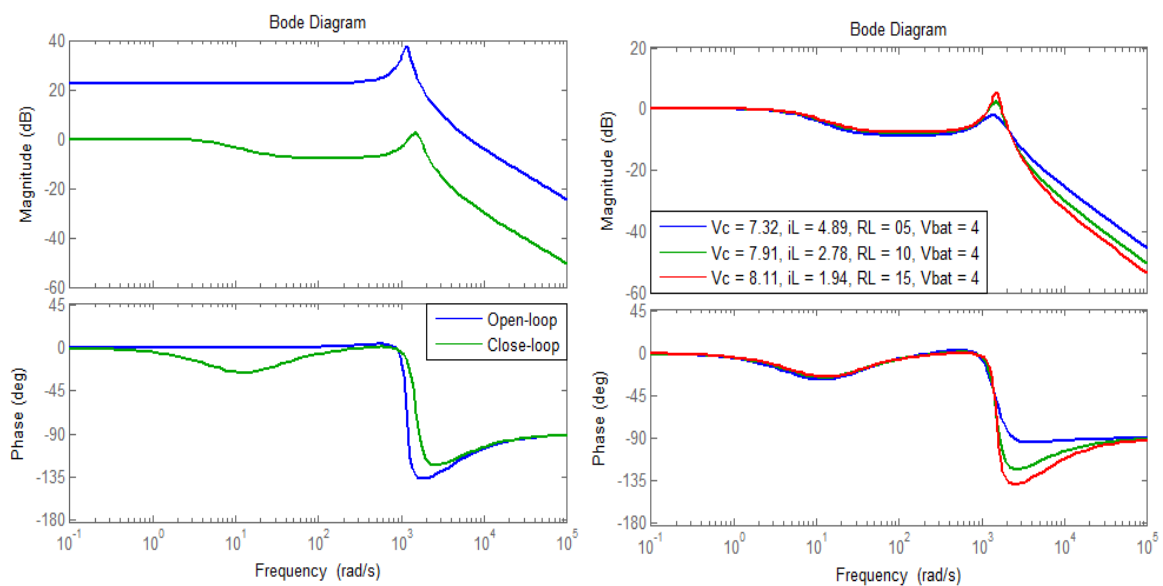 Bode Diagram
Magnitude (dB)
40
20
0
-20
-40
-60
Phase (deg)
45
0
-45
-90
-135
-180
Open-loop
Close-loop
10^-1 10^0 10^1 10^2 10^3 10^4 10^5
Frequency (rad/s)
Bode Diagram
Magnitude (dB)
20
0
-20
-40
-60
Vc = 7.32, iL = 4.89, RL = 05, Vbat = 4
Vc = 7.91, iL = 2.78, RL = 10, Vbat = 4
Vc = 8.11, iL = 1.94, RL = 15, Vbat = 4
Phase (deg)
45
0
-45
-90
-135
-180
10^-1 10^0 10^1 10^2 10^3 10^4 10^5
Frequency (rad/s)